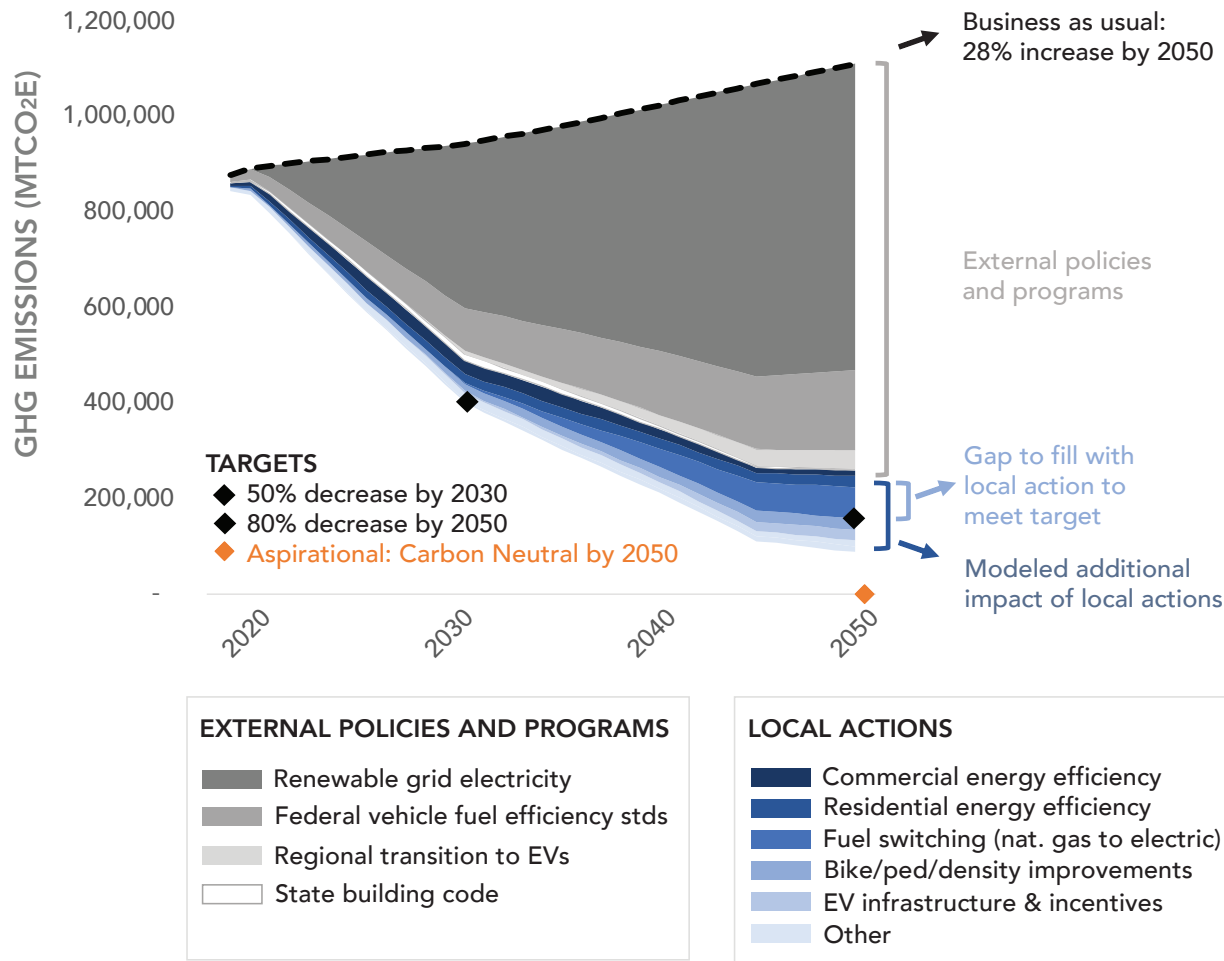 GHG EMISSIONS (MTCO2E)
1,200,000
1,000,000
800,000
600,000
400,000
200,000
-
2020
2030
2040
2050
Business as usual:
28% increase by 2050
External policies
and programs
Gap to fill with
local action to
meet target
Modeled additional
impact of local actions
TARGETS
50% decrease by 2030
80% decrease by 2050
Aspirational: Carbon Neutral by 2050
EXTERNAL POLICIES AND PROGRAMS
Renewable grid electricity
Federal vehicle fuel efficiency stds
Regional transition to EVs
State building code
LOCAL ACTIONS
Commercial energy efficiency
Residential energy efficiency
Fuel switching (nat. gas to electric)
Bike/ped/density improvements
EV infrastructure & incentives
Other